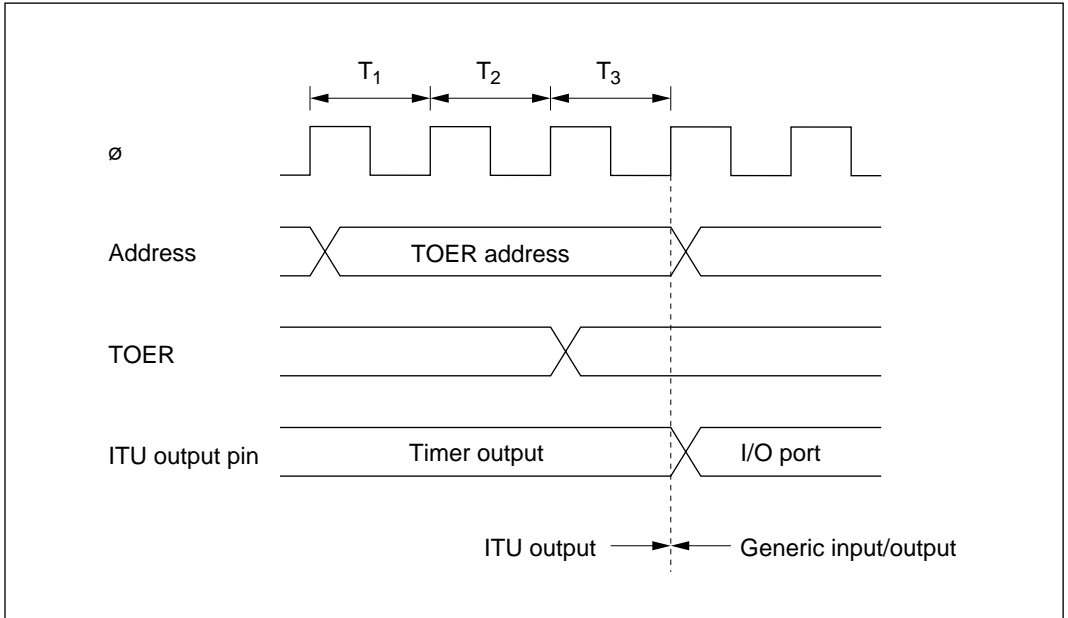 T1 T2 T3
ø
Address TOER address
TOER
ITU output pin Timer output I/O port
ITU output Generic input/output